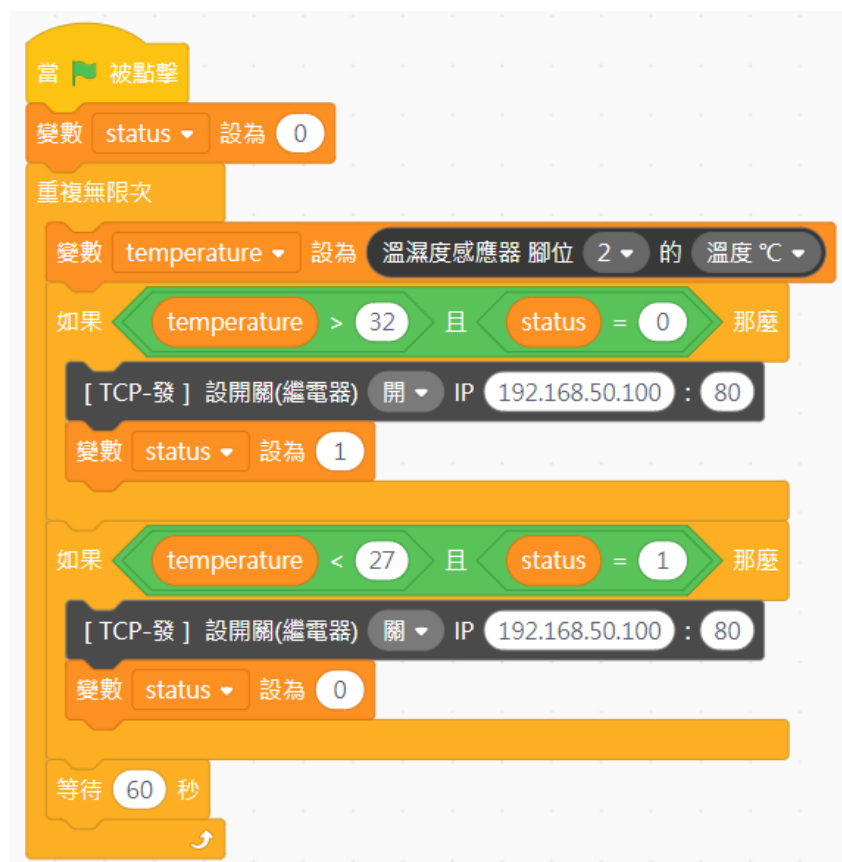 當 被點擊
變數 status 設為 0
重複無限次
變數 temperature 設為 溫濕度感應器 腳位 2 的 溫度 ℃
如果 temperature > 32 且 status = 0 那麼
[ TCP-發 ] 設開關(繼電器) 開 IP 192.168.50.100 : 80
變數 status 設為 1
如果 temperature < 27 且 status = 1 那麼
[ TCP-發 ] 設開關(繼電器) 關 IP 192.168.50.100 : 80
變數 status 設為 0
等待 60 秒